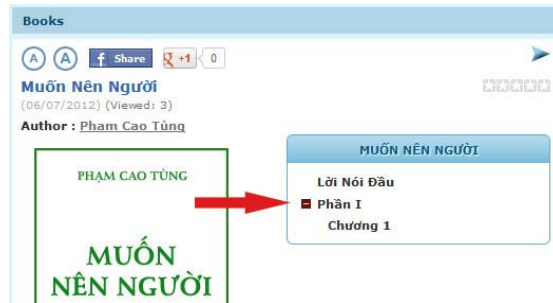 Books
A A f Share g +1 0
Muốn Nên Người
(06/07/2012) (Viewed: 3)
Author : Pham Cao Tùng
PHẠM CAO TÙNG
MUỐN
NÊN NGƯỜI
MUỐN NÊN NGƯỜI
Lời Nói Đầu
Phần I
Chương 1